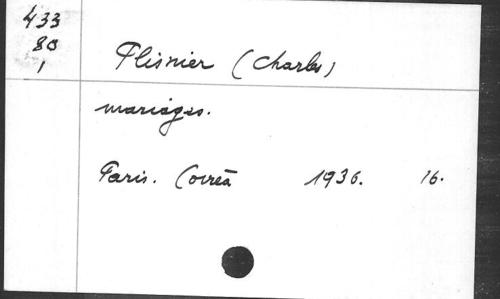 433
80
1
Plisnier (Charles)
mariages.
Paris. Corrêa 1936. 16.